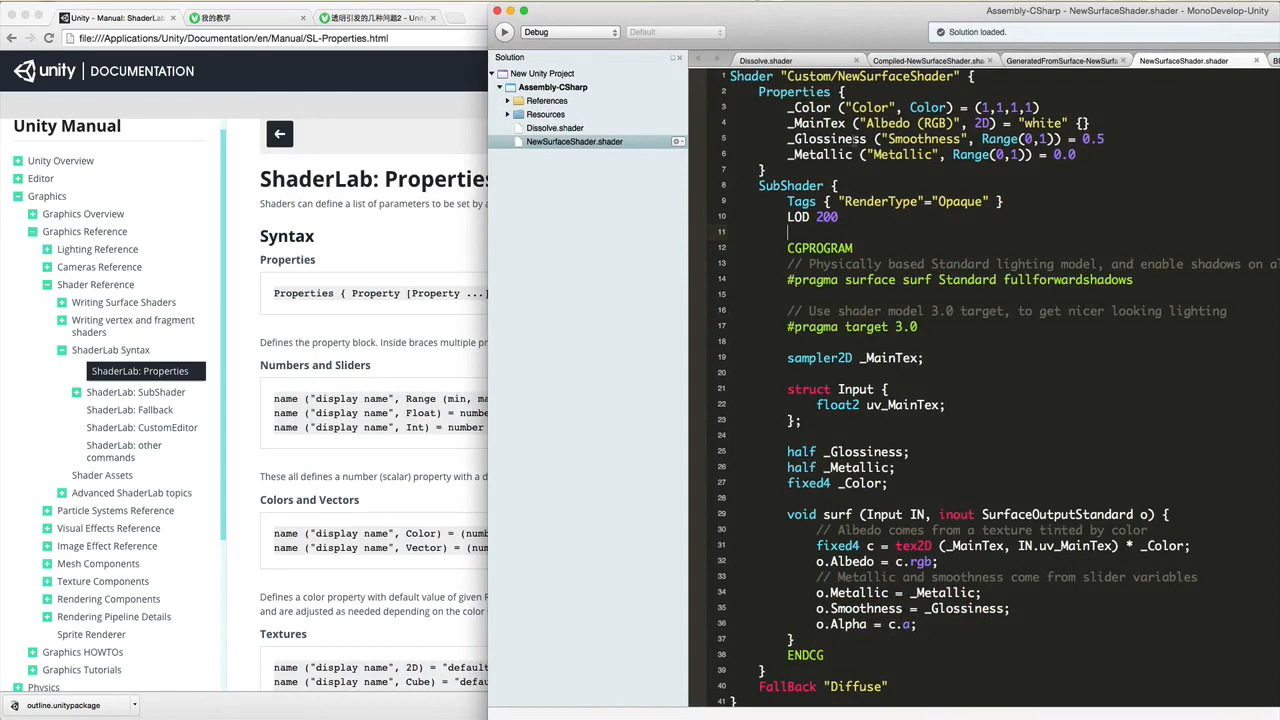 Unity - Manual: ShaderLab
我的教学
透明引发的几种问题2 - Unity
file:///Applications/Unity/Documentation/en/Manual/SL-Properties.html
unity | DOCUMENTATION
Unity Manual
Unity Overview
Editor
Graphics
Graphics Overview
Graphics Reference
Lighting Reference
Cameras Reference
Shader Reference
Writing Surface Shaders
Writing vertex and fragment
shaders
ShaderLab Syntax
ShaderLab: Properties
ShaderLab: SubShader
ShaderLab: Fallback
ShaderLab: CustomEditor
ShaderLab: other
commands
Shader Assets
Advanced ShaderLab topics
Particle Systems Reference
Visual Effects Reference
Image Effect Reference
Mesh Components
Texture Components
Rendering Components
Rendering Pipeline Details
Sprite Renderer
Graphics HOWTOs
Graphics Tutorials
Physics
outline.unitypackage
ShaderLab: Properties
Shaders can define a list of parameters to be set by a
Syntax
Properties
Properties { Property [Property ...]
Defines the property block. Inside braces multiple pr
Numbers and Sliders
name ("display name", Range (min, ma
name ("display name", Float) = numbe
name ("display name", Int) = number
These all defines a number (scalar) property with a d
Colors and Vectors
name ("display name", Color) = (numb
name ("display name", Vector) = (numb
Defines a color property with default value of given R
and are adjusted as needed depending on the color s
Textures
name ("display name", 2D) = "default
name ("display name", Cube) = "defau
Assembly-CSharp - NewSurfaceShader.shader - MonoDevelop-Unity
Debug
Default
Solution loaded.
Solution
New Unity Project
Assembly-CSharp
References
Resources
Dissolve.shader
NewSurfaceShader.shader
Dissolve.shader
Compiled-NewSurfaceShader.sha
GeneratedFromSurface-NewSurfa
NewSurfaceShader.shader
1 Shader "Custom/NewSurfaceShader" {
2 Properties {
3 _Color ("Color", Color) = (1,1,1,1)
4 _MainTex ("Albedo (RGB)", 2D) = "white" {}
5 _Glossiness ("Smoothness", Range(0,1)) = 0.5
6 _Metallic ("Metallic", Range(0,1)) = 0.0
7 }
8 SubShader {
9 Tags { "RenderType"="Opaque" }
10 LOD 200
11
12 CGPROGRAM
13 // Physically based Standard lighting model, and enable shadows on al
14 #pragma surface surf Standard fullforwardshadows
15
16 // Use shader model 3.0 target, to get nicer looking lighting
17 #pragma target 3.0
18
19 sampler2D _MainTex;
20
21 struct Input {
22 float2 uv_MainTex;
23 };
24
25 half _Glossiness;
26 half _Metallic;
27 fixed4 _Color;
28
29 void surf (Input IN, inout SurfaceOutputStandard o) {
30 // Albedo comes from a texture tinted by color
31 fixed4 c = tex2D (_MainTex, IN.uv_MainTex) * _Color;
32 o.Albedo = c.rgb;
33 // Metallic and smoothness come from slider variables
34 o.Metallic = _Metallic;
35 o.Smoothness = _Glossiness;
36 o.Alpha = c.a;
37 }
38 ENDCG
39 }
40 FallBack "Diffuse"
41 }